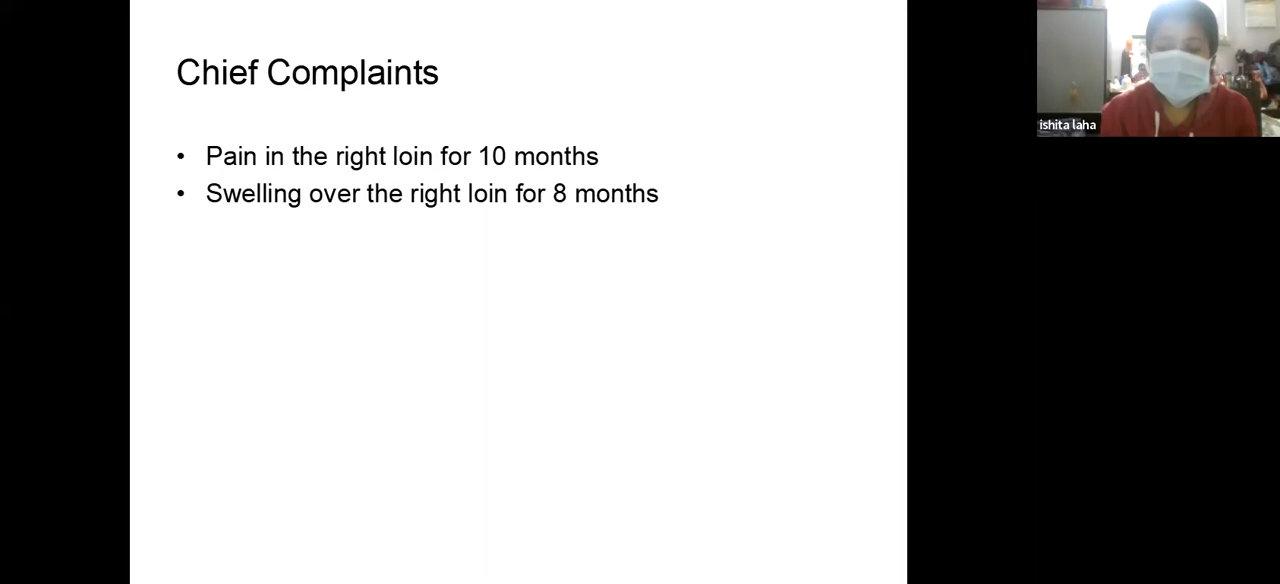 Chief Complaints
• Pain in the right loin for 10 months
• Swelling over the right loin for 8 months
ishita laha